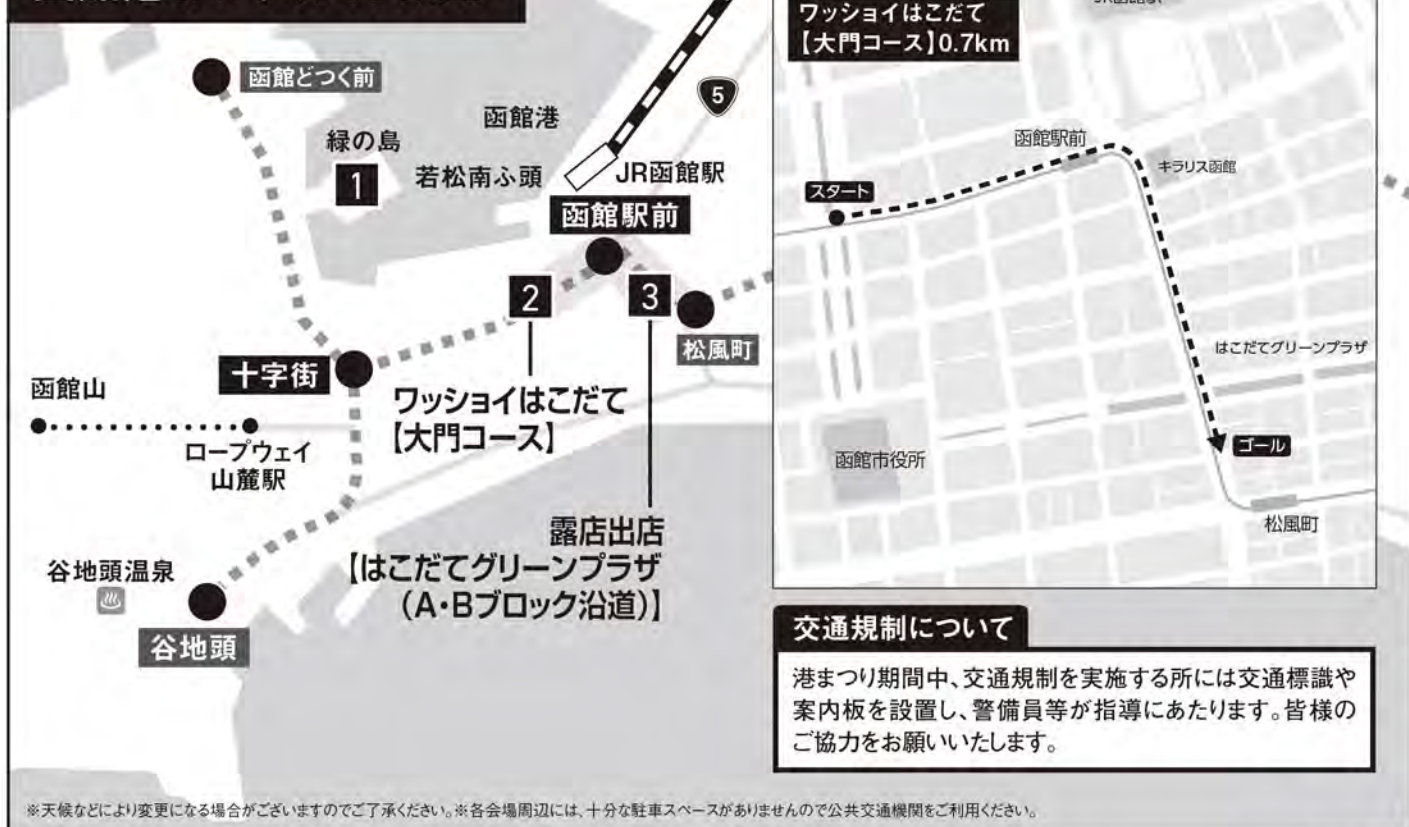 函館どつく前
緑の島
1
函館港
若松南ふ頭
5
JR函館駅
函館駅前
2
3
松風町
十字街
函館山
ロープウェイ
山麓駅
ワッショイはこだて
【大門コース】
露店出店
【はこだてグリーンプラザ
(A・Bブロック沿道)】
谷地頭温泉
谷地頭
ワッショイはこだて
【大門コース】0.7km
スタート
函館駅前
キラリス函館
はこだてグリーンプラザ
ゴール
函館市役所
松風町
交通規制について
港まつり期間中、交通規制を実施する所には交通標識や
案内板を設置し、警備員等が指導にあたります。皆様の
ご協力をお願いいたします。
※天候などにより変更になる場合がございますのでご了承ください。※各会場周辺には、十分な駐車スペースがありませんので公共交通機関をご利用ください。